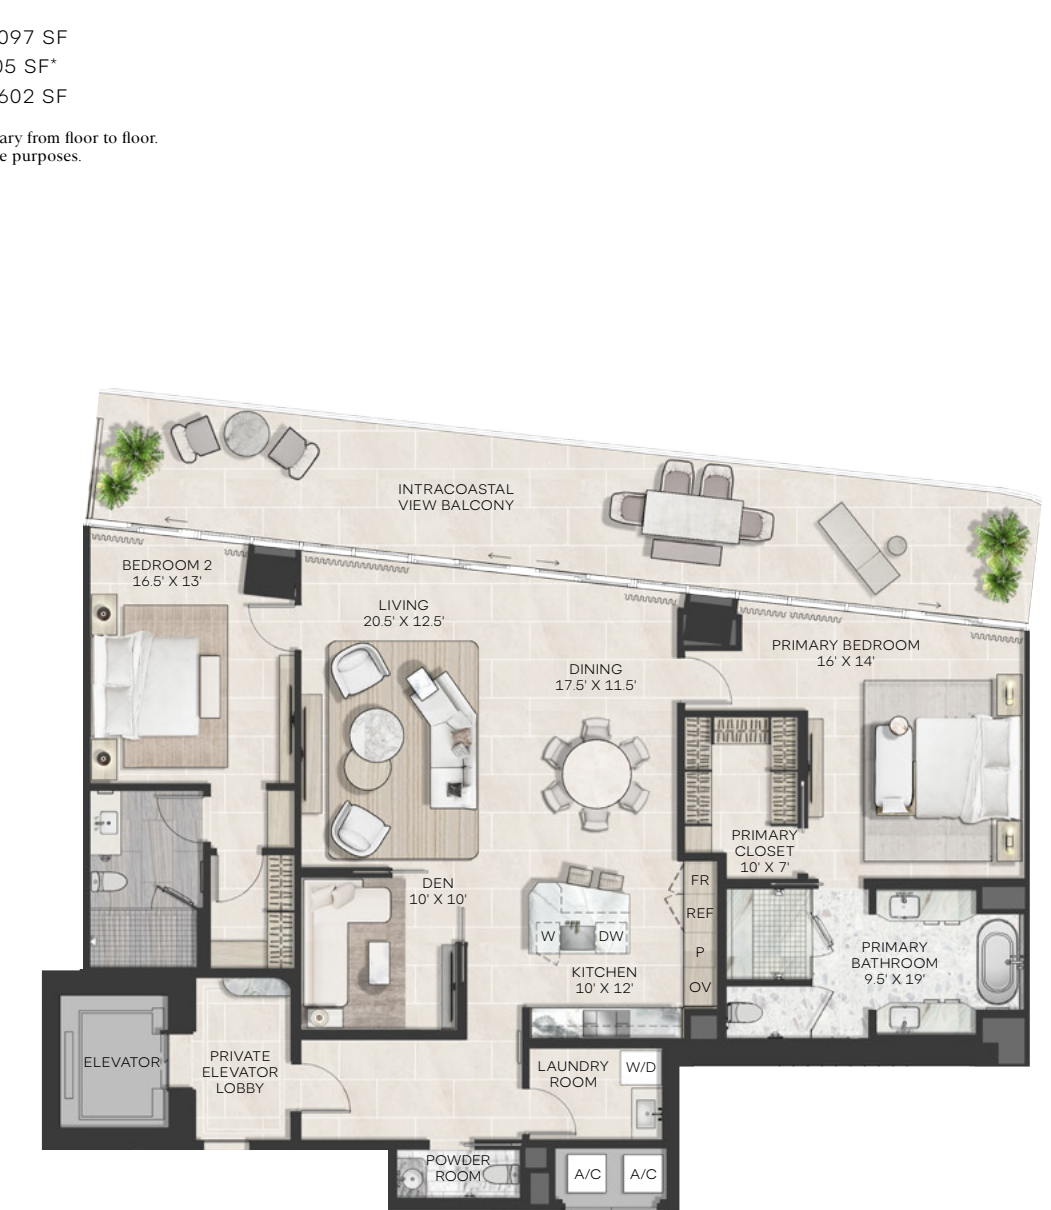 097 SF
05 SF*
602 SF
ary from floor to floor.
e purposes.
INTRACOASTAL
VIEW BALCONY
BEDROOM 2
16.5' X 13'
LIVING
20.5' X 12.5'
DINING
17.5' X 11.5'
PRIMARY BEDROOM
16' X 14'
PRIMARY
CLOSET
10' X 7'
DEN
10' X 10'
FR
REF
P
OV
W
DW
KITCHEN
10' X 12'
PRIMARY
BATHROOM
9.5' X 19'
ELEVATOR
PRIVATE
ELEVATOR
LOBBY
LAUNDRY
ROOM
W/D
POWDER
ROOM
A/C
A/C